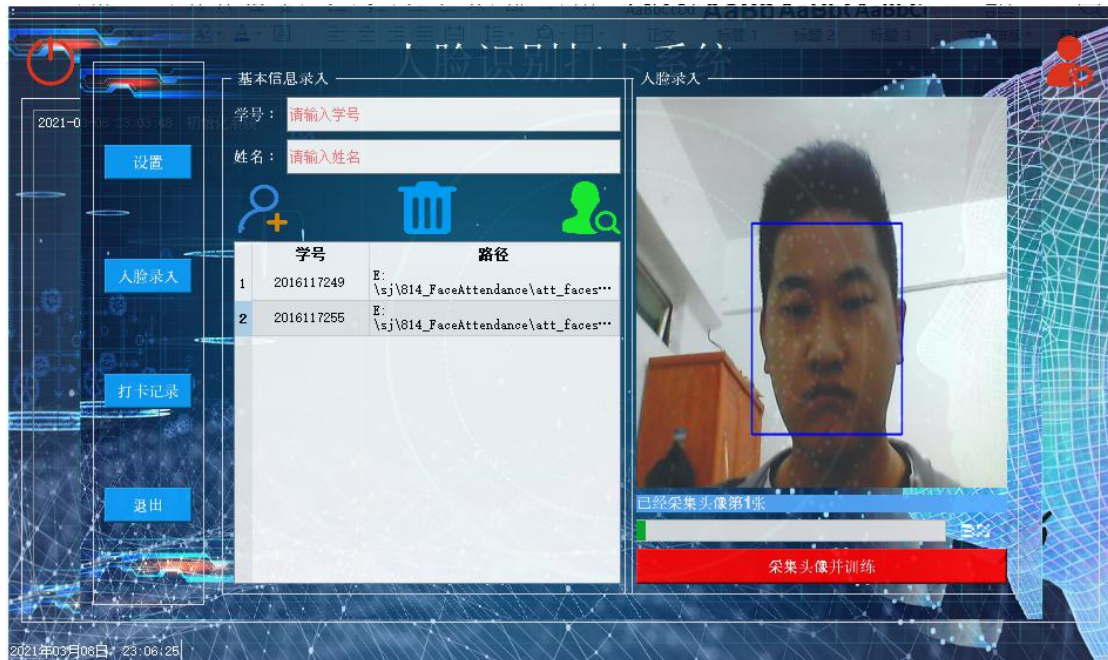 人脸识别打卡系统
基本信息录入
人脸录入
学号：
请输入学号
2021-0
设置
姓名：
请输入姓名
学号
路径
人脸录入
1
2016117249
E:
\sj\814_FaceAttendance\att_faces…
2
2016117255
E:
\sj\814_FaceAttendance\att_faces…
打卡记录
退出
已经采集头像第1张
采集头像并训练
2021年03月08日 23:06:25